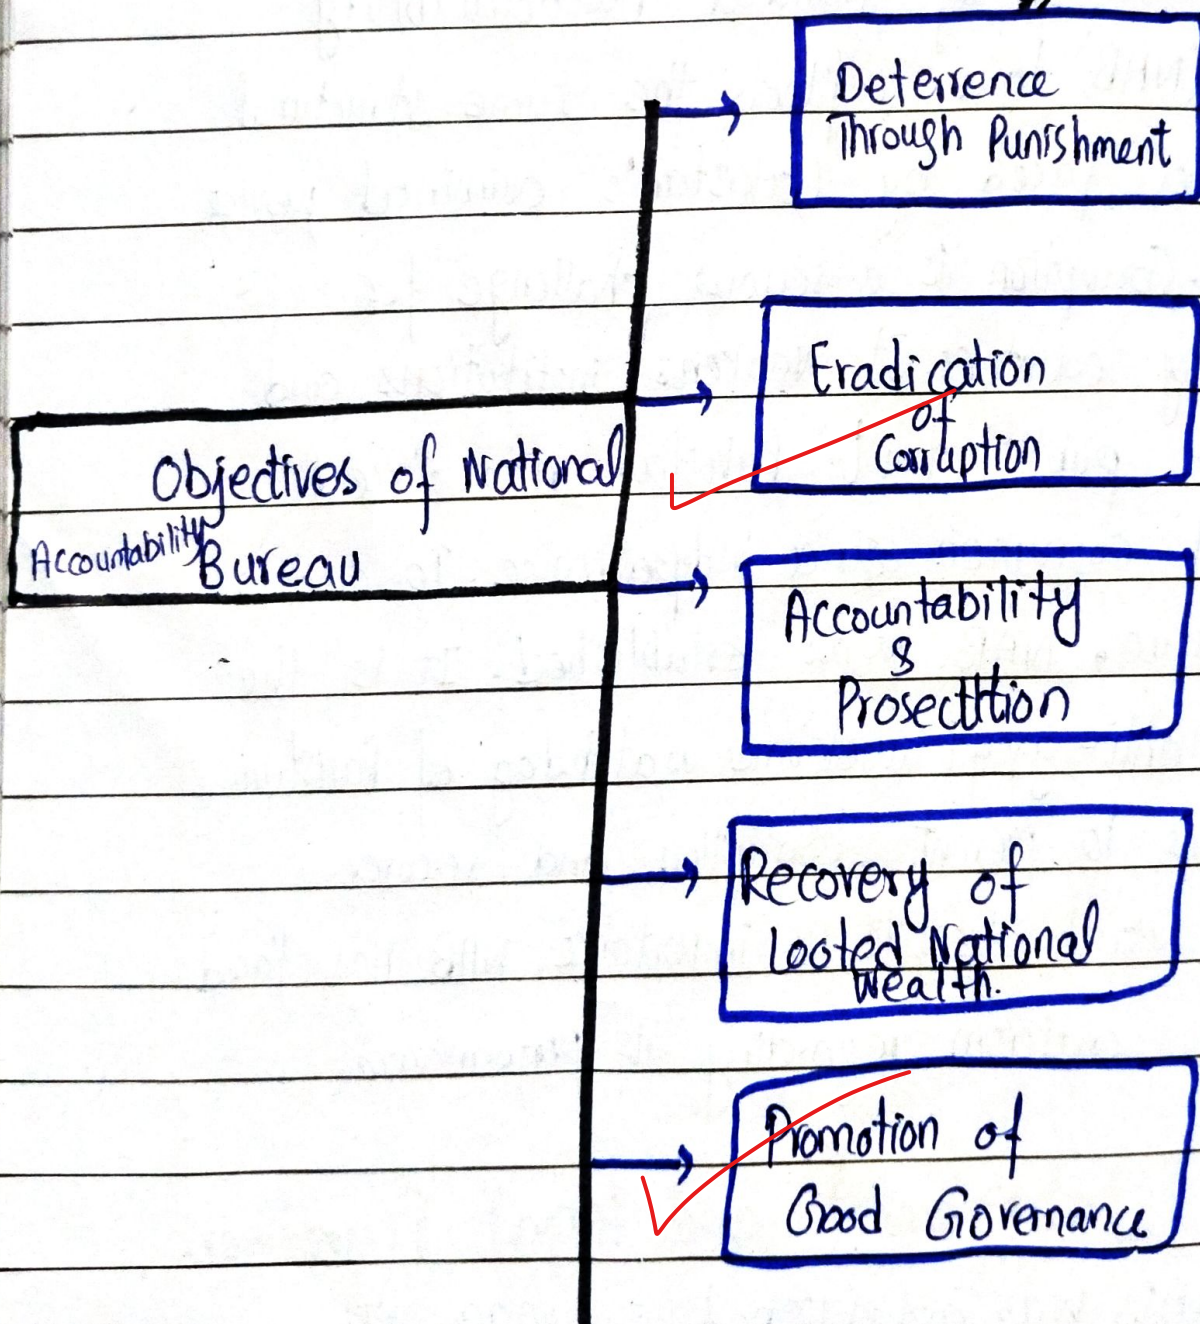 Deterrence
Through Punishment
Eradication
of
Corruption
Objectives of National
Accountability Bureau
Accountability
&
Prosecution
Recovery of
Looted National
Wealth.
Promotion of
Good Governance